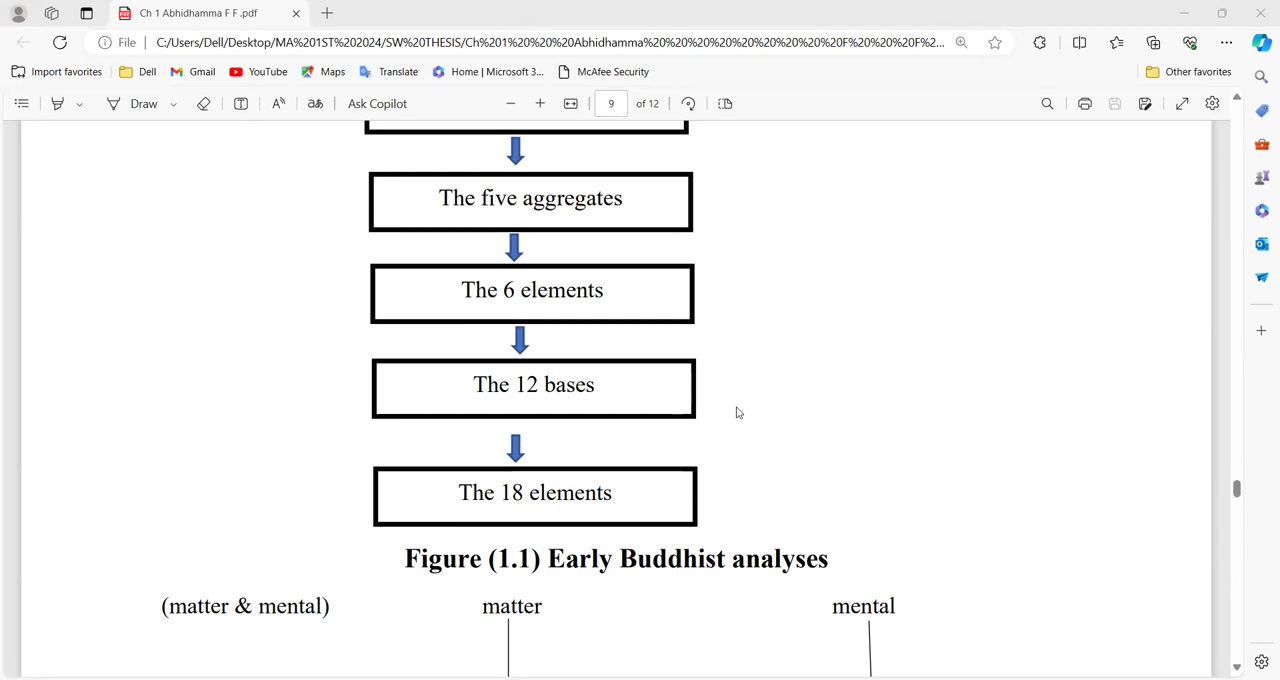 Ch 1 Abhidhamma F F .pdf
File C:/Users/Dell/Desktop/MA%201ST%202024/SW%20THESIS/Ch%201%20%20%20Abhidhamma%20%20%20%20%20%20%20%20%20F%20%20%20F%2...
Import favorites Dell Gmail YouTube Maps Translate Home | Microsoft 3... McAfee Security Other favorites
Draw Ask Copilot 9 of 12
The five aggregates
The 6 elements
The 12 bases
The 18 elements
Figure (1.1) Early Buddhist analyses
(matter & mental) matter mental